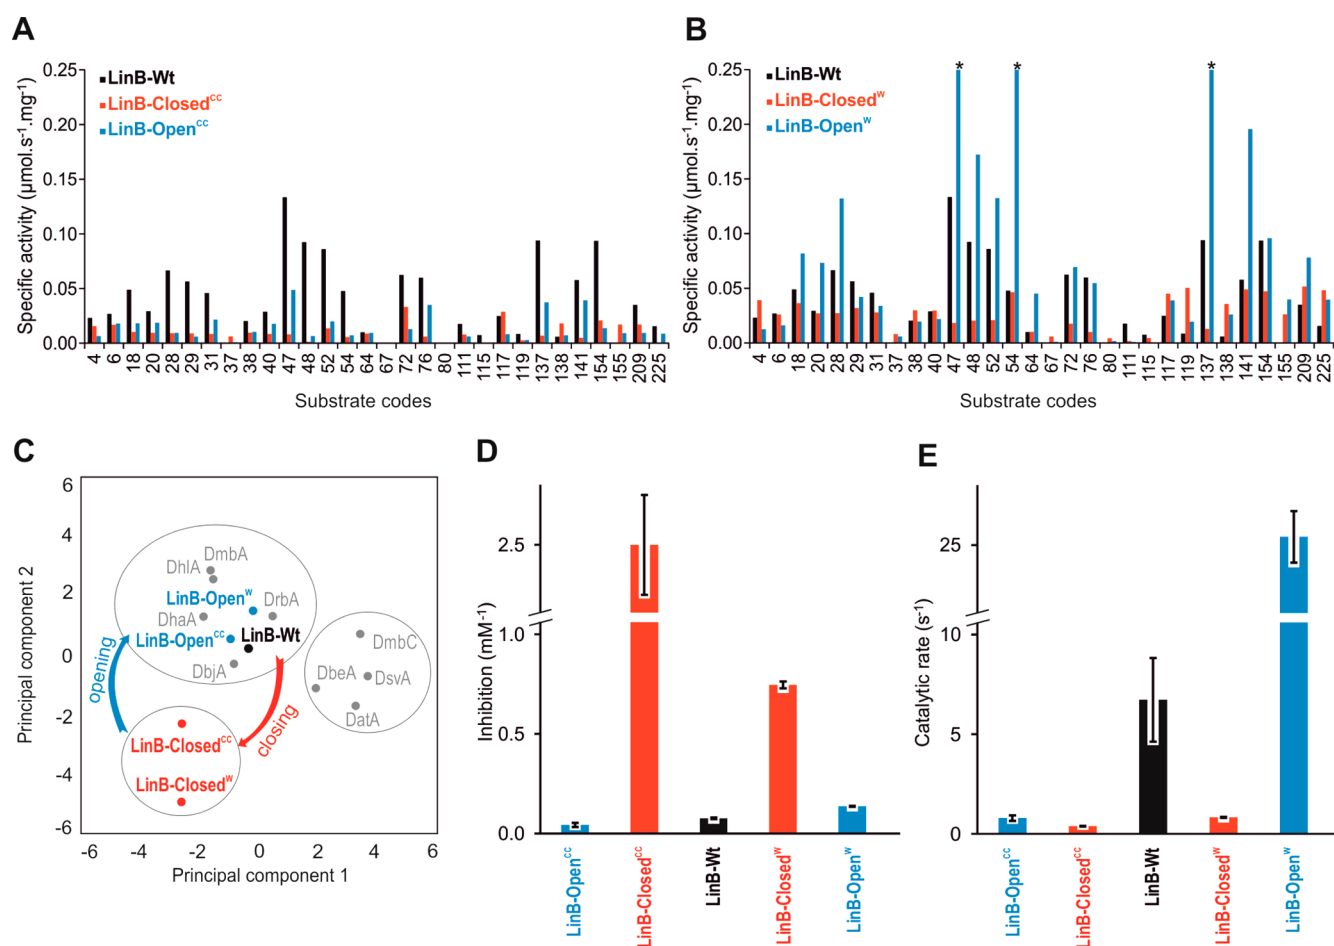 A
Specific activity (µmol.s⁻¹.mg⁻¹)
0.25
0.20
0.15
0.10
0.05
0.00
LinB-Wt
LinB-Closedᶜᶜ
LinB-Openᶜᶜ
4 6 18 20 28 29 31 37 38 40 47 48 52 54 64 67 72 76 80 111 115 117 119 137 138 141 154 155 209 225
Substrate codes
B
Specific activity (µmol.s⁻¹.mg⁻¹)
0.25
0.20
0.15
0.10
0.05
0.00
LinB-Wt
LinB-Closedᵂ
LinB-Openᵂ
* * *
4 6 18 20 28 29 31 37 38 40 47 48 52 54 64 67 72 76 80 111 115 117 119 137 138 141 154 155 209 225
Substrate codes
C
Principal component 2
6
4
2
0
-2
-4
-6
DmbA
DhlA
LinB-Openᵂ
DrbA
DhaA
LinB-Openᶜᶜ
LinB-Wt
DbjA
DmbC
DbeA
DsvA
DatA
opening
closing
LinB-Closedᶜᶜ
LinB-Closedᵂ
-6 -4 -2 0 2 4 6
Principal component 1
D
Inhibition (mM⁻¹)
2.5
1.0
0.5
0.0
LinB-Openᶜᶜ
LinB-Closedᶜᶜ
LinB-Wt
LinB-Closedᵂ
LinB-Openᵂ
E
Catalytic rate (s⁻¹)
25
10
5
0
LinB-Openᶜᶜ
LinB-Closedᶜᶜ
LinB-Wt
LinB-Closedᵂ
LinB-Openᵂ